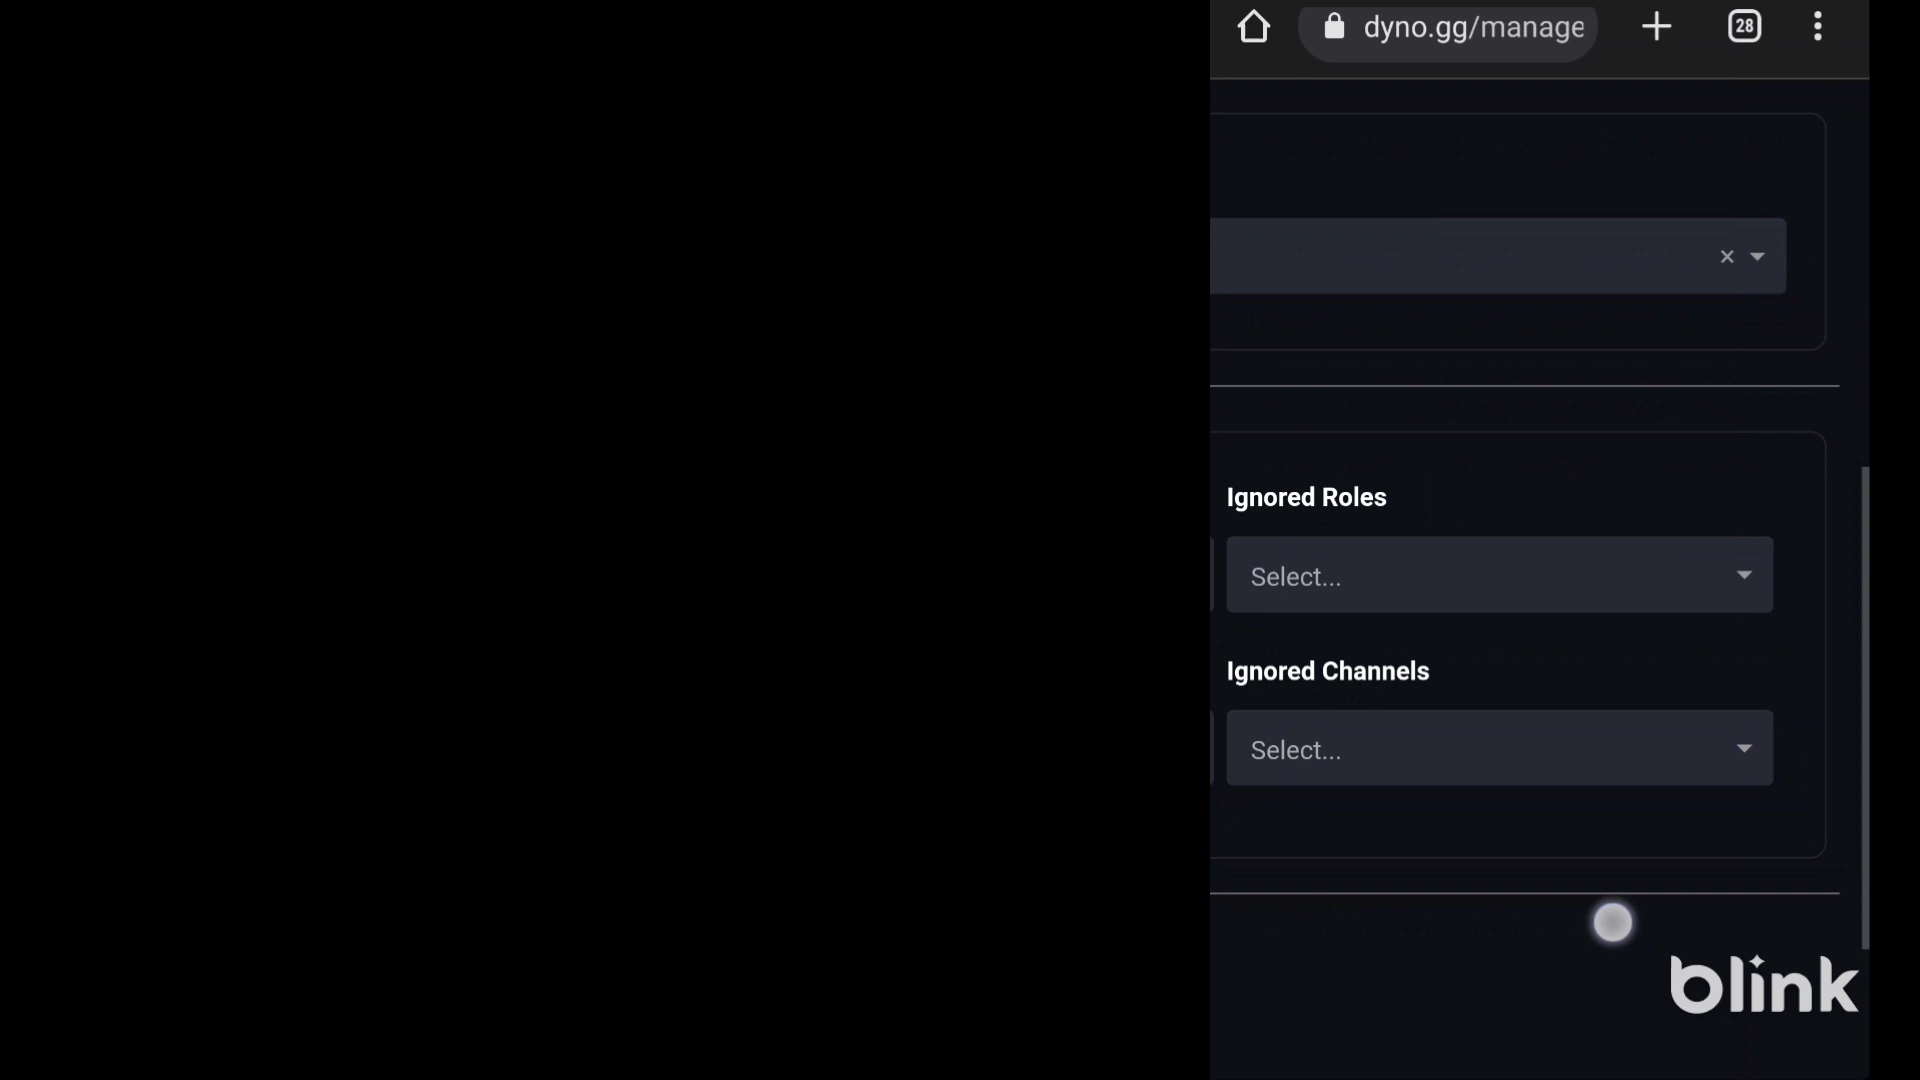 dyno.gg/manage
28
Ignored Roles
Select...
Ignored Channels
Select...
blink